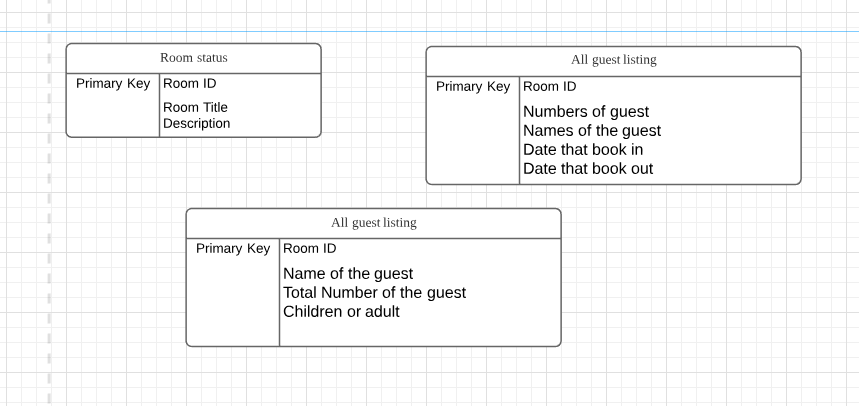 Room status
Primary Key Room ID
Room Title
Description
All guest listing
Primary Key Room ID
Numbers of guest
Names of the guest
Date that book in
Date that book out
All guest listing
Primary Key Room ID
Name of the guest
Total Number of the guest
Children or adult